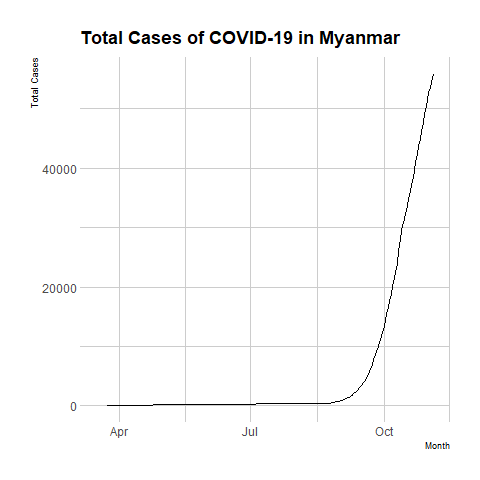 Total Cases of COVID-19 in Myanmar
Total Cases
40000
20000
0
Apr Jul Oct
Month